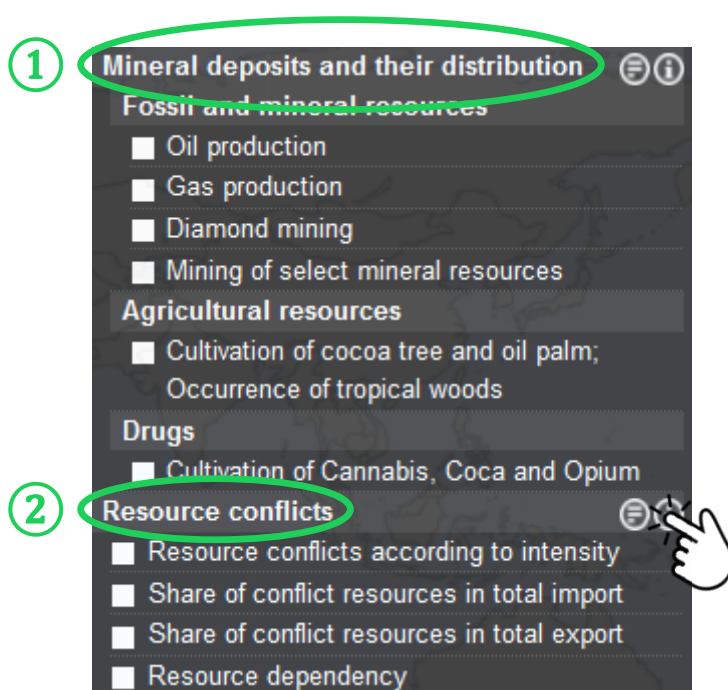 1
Mineral deposits and their distribution
Fossil and mineral resources
Oil production
Gas production
Diamond mining
Mining of select mineral resources
Agricultural resources
Cultivation of cocoa tree and oil palm;
Occurrence of tropical woods
Drugs
Cultivation of Cannabis, Coca and Opium
2
Resource conflicts
Resource conflicts according to intensity
Share of conflict resources in total import
Share of conflict resources in total export
Resource dependency